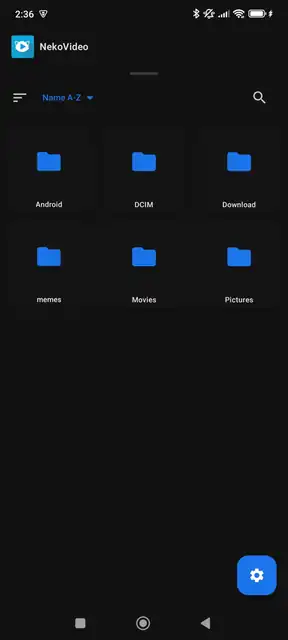 2:36
NekoVideo
Name A-Z
Android
DCIM
Download
memes
Movies
Pictures